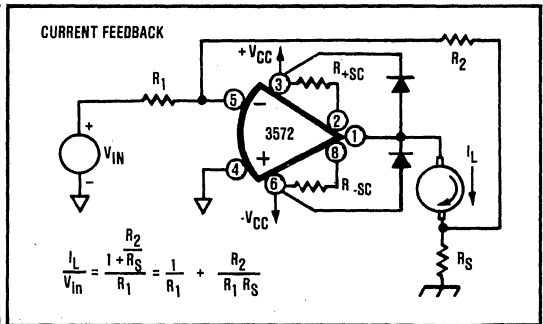 CURRENT FEEDBACK
+VCC
R2
R+SC
R1
3
5
−
2
3572
1
+
VIN
−
4
+
8
6
IL
R-SC
-VCC
RS
IL/Vin = (1+R2/RS)/R1 = 1/R1 + R2/R1 RS